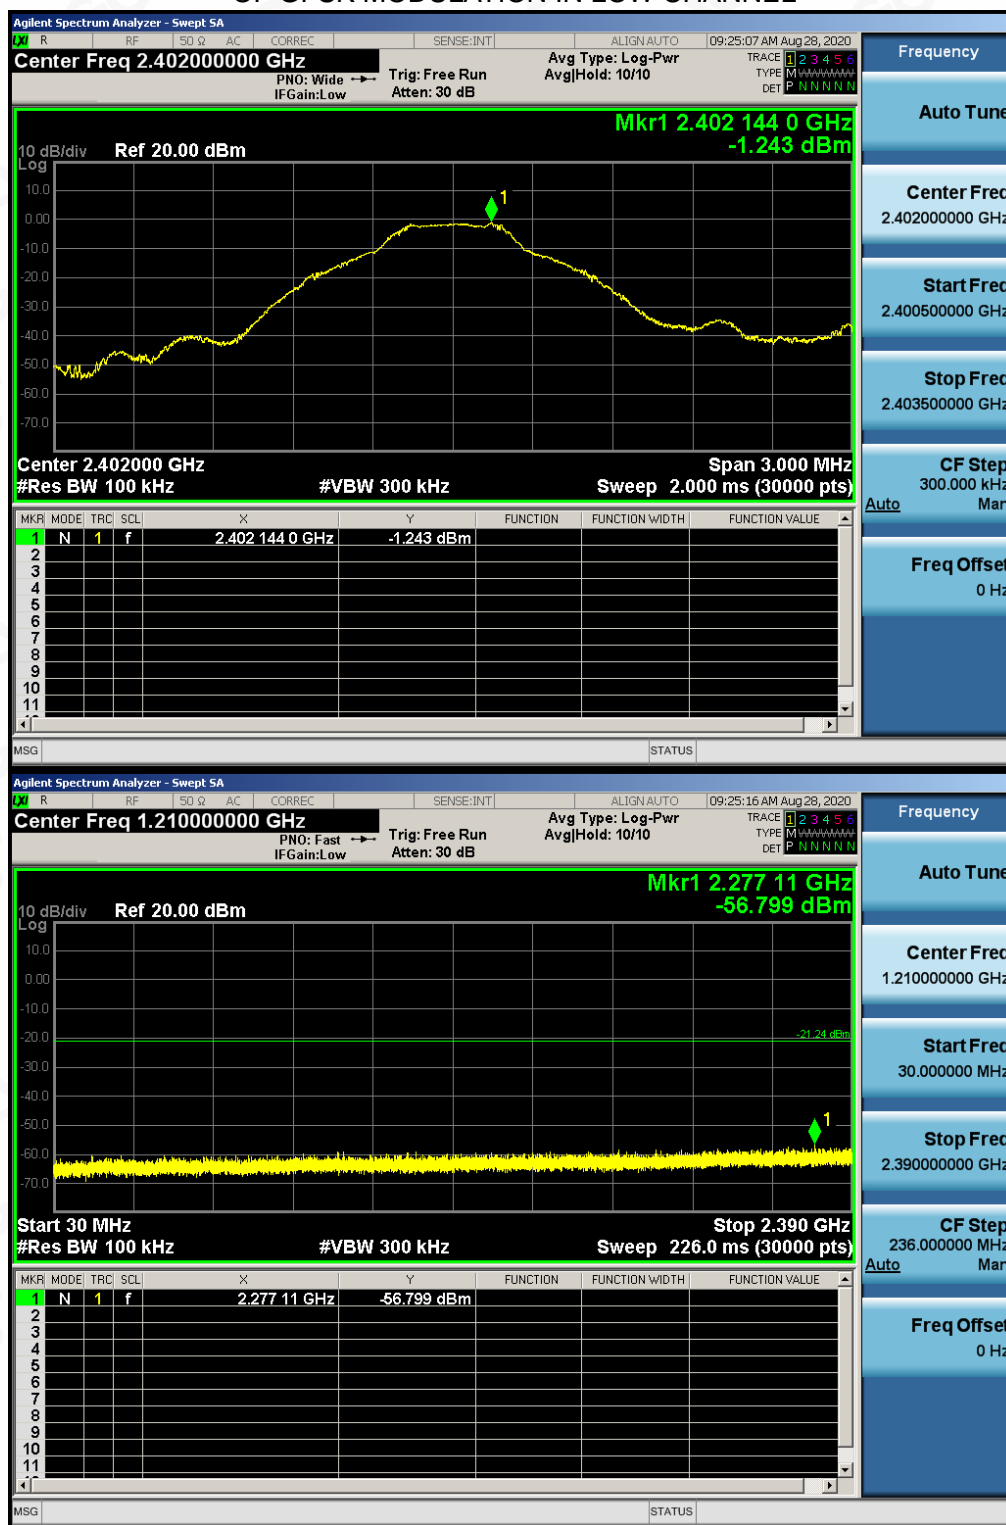 OF GFSK MODULATION IN LOW CHANNEL
Agilent Spectrum Analyzer - Swept SA
LXI R RF 50 Ω AC CORREC SENSE:INT ALIGN AUTO 09:25:07 AM Aug 28, 2020
Center Freq 2.402000000 GHz
PNO: Wide
IFGain:Low
Trig: Free Run
Atten: 30 dB
Avg Type: Log-Pwr
Avg|Hold: 10/10
TRACE 1 2 3 4 5 6
TYPE M WWWWW
DET P N N N N N
Mkr1 2.402 144 0 GHz
-1.243 dBm
10 dB/div Ref 20.00 dBm
Log
10.0
0.00
-10.0
-20.0
-30.0
-40.0
-50.0
-60.0
-70.0
1
Center 2.402000 GHz Span 3.000 MHz
#Res BW 100 kHz #VBW 300 kHz Sweep 2.000 ms (30000 pts)
MKR MODE TRC SCL X Y FUNCTION FUNCTION WIDTH FUNCTION VALUE
1 N 1 f 2.402 144 0 GHz -1.243 dBm
2
3
4
5
6
7
8
9
10
11
MSG STATUS
Frequency
Auto Tune
Center Freq
2.402000000 GHz
Start Freq
2.400500000 GHz
Stop Freq
2.403500000 GHz
CF Step
300.000 kHz
Auto Man
Freq Offset
0 Hz
Agilent Spectrum Analyzer - Swept SA
LXI R RF 50 Ω AC CORREC SENSE:INT ALIGN AUTO 09:25:16 AM Aug 28, 2020
Center Freq 1.210000000 GHz
PNO: Fast
IFGain:Low
Trig: Free Run
Atten: 30 dB
Avg Type: Log-Pwr
Avg|Hold: 10/10
TRACE 1 2 3 4 5 6
TYPE M WWWWW
DET P N N N N N
Mkr1 2.277 11 GHz
-56.799 dBm
10 dB/div Ref 20.00 dBm
Log
10.0
0.00
-10.0
-20.0
-30.0
-40.0
-50.0
-60.0
-70.0
-21.24 dBm
1
Start 30 MHz Stop 2.390 GHz
#Res BW 100 kHz #VBW 300 kHz Sweep 226.0 ms (30000 pts)
MKR MODE TRC SCL X Y FUNCTION FUNCTION WIDTH FUNCTION VALUE
1 N 1 f 2.277 11 GHz -56.799 dBm
2
3
4
5
6
7
8
9
10
11
MSG STATUS
Frequency
Auto Tune
Center Freq
1.210000000 GHz
Start Freq
30.000000 MHz
Stop Freq
2.390000000 GHz
CF Step
236.000000 MHz
Auto Man
Freq Offset
0 Hz